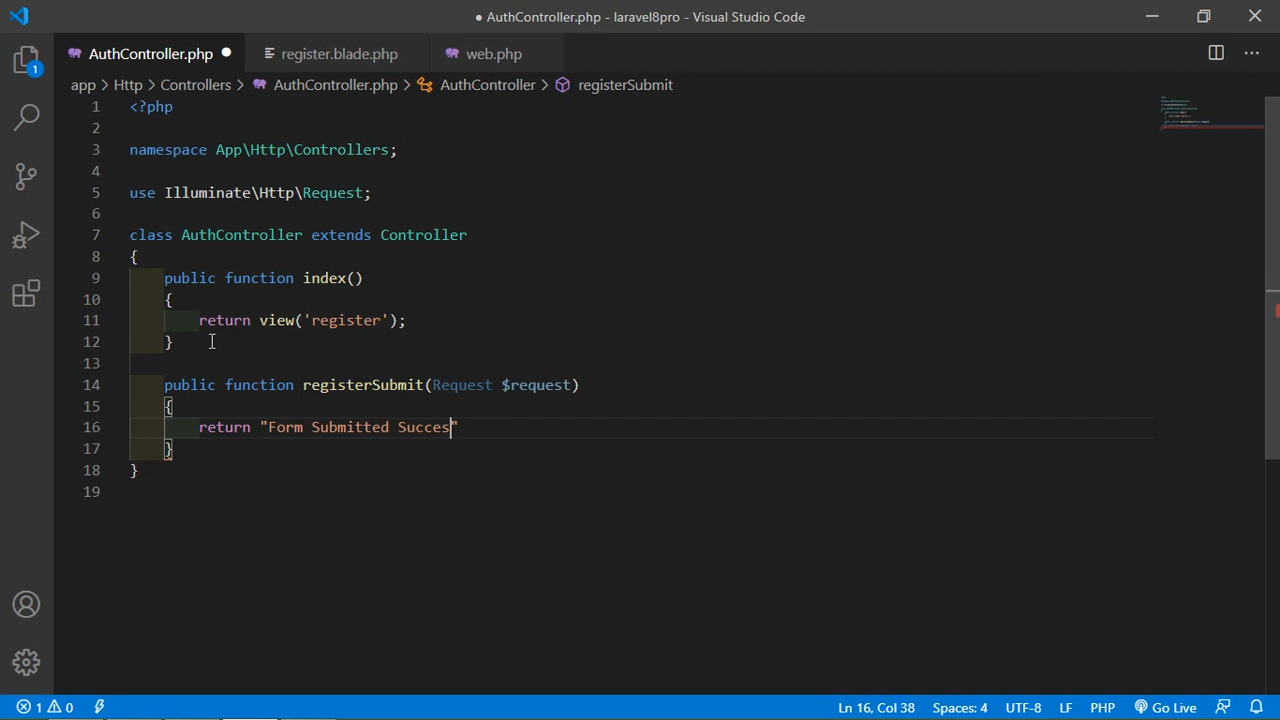 ● AuthController.php - laravel8pro - Visual Studio Code
AuthController.php register.blade.php web.php
app > Http > Controllers > AuthController.php > AuthController > registerSubmit
1 <?php
2
3 namespace App\Http\Controllers;
4
5 use Illuminate\Http\Request;
6
7 class AuthController extends Controller
8 {
9 public function index()
10 {
11 return view('register');
12 }
13
14 public function registerSubmit(Request $request)
15 {
16 return "Form Submitted Succes"
17 }
18 }
19
1
1 0 Ln 16, Col 38 Spaces: 4 UTF-8 LF PHP Go Live